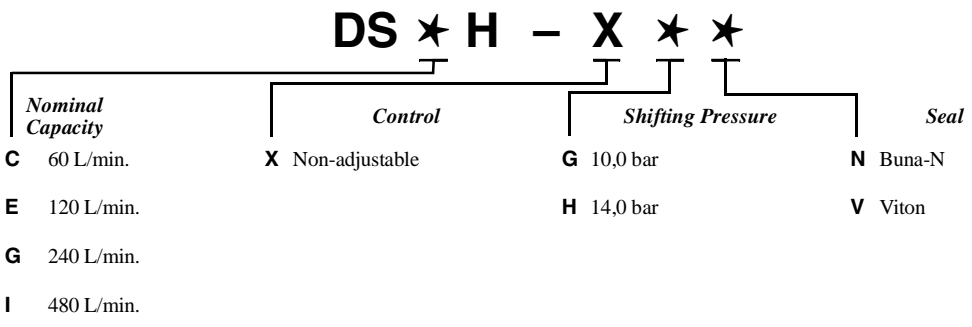 DS ✶ H – X ✶ ✶
Nominal Capacity
Control
Shifting Pressure
Seal
C 60 L/min.
X Non-adjustable
G 10,0 bar
N Buna-N
E 120 L/min.
H 14,0 bar
V Viton
G 240 L/min.
I 480 L/min.